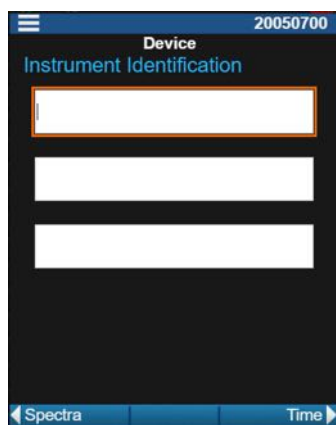 20050700
Device
Instrument Identification
Spectra
Time